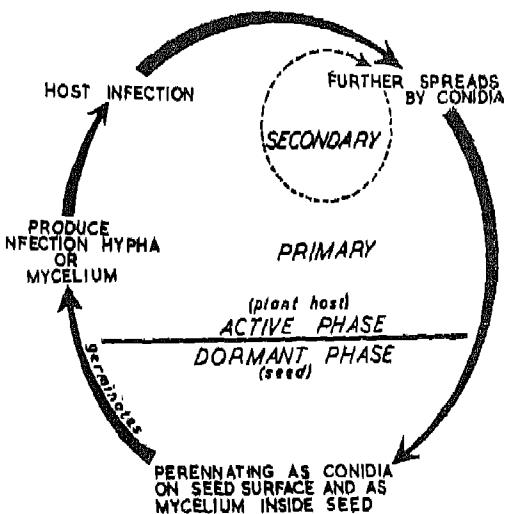 HOST INFECTION
FURTHER SPREADS
BY CONIDIA
SECONDARY
PRODUCE
NFECTION HYPHA
OR
MYCELIUM
PRIMARY
(plant host)
ACTIVE PHASE
DORMANT PHASE
(seed)
germinates
PERENNATING AS CONIDIA
ON SEED SURFACE AND AS
MYCELIUM INSIDE SEED